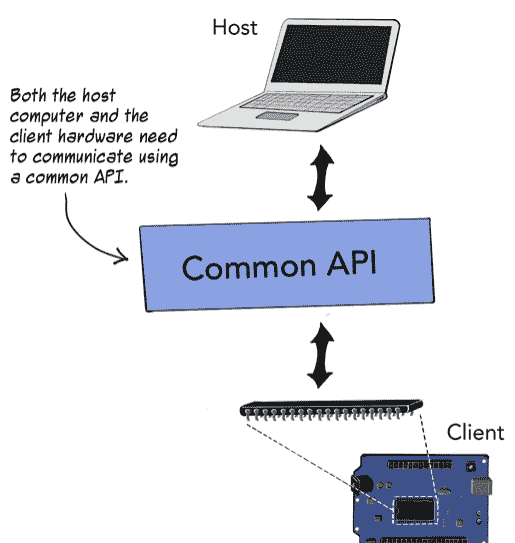 Host
Both the host
computer and the
client hardware need
to communicate using
a common API.
Common API
Client